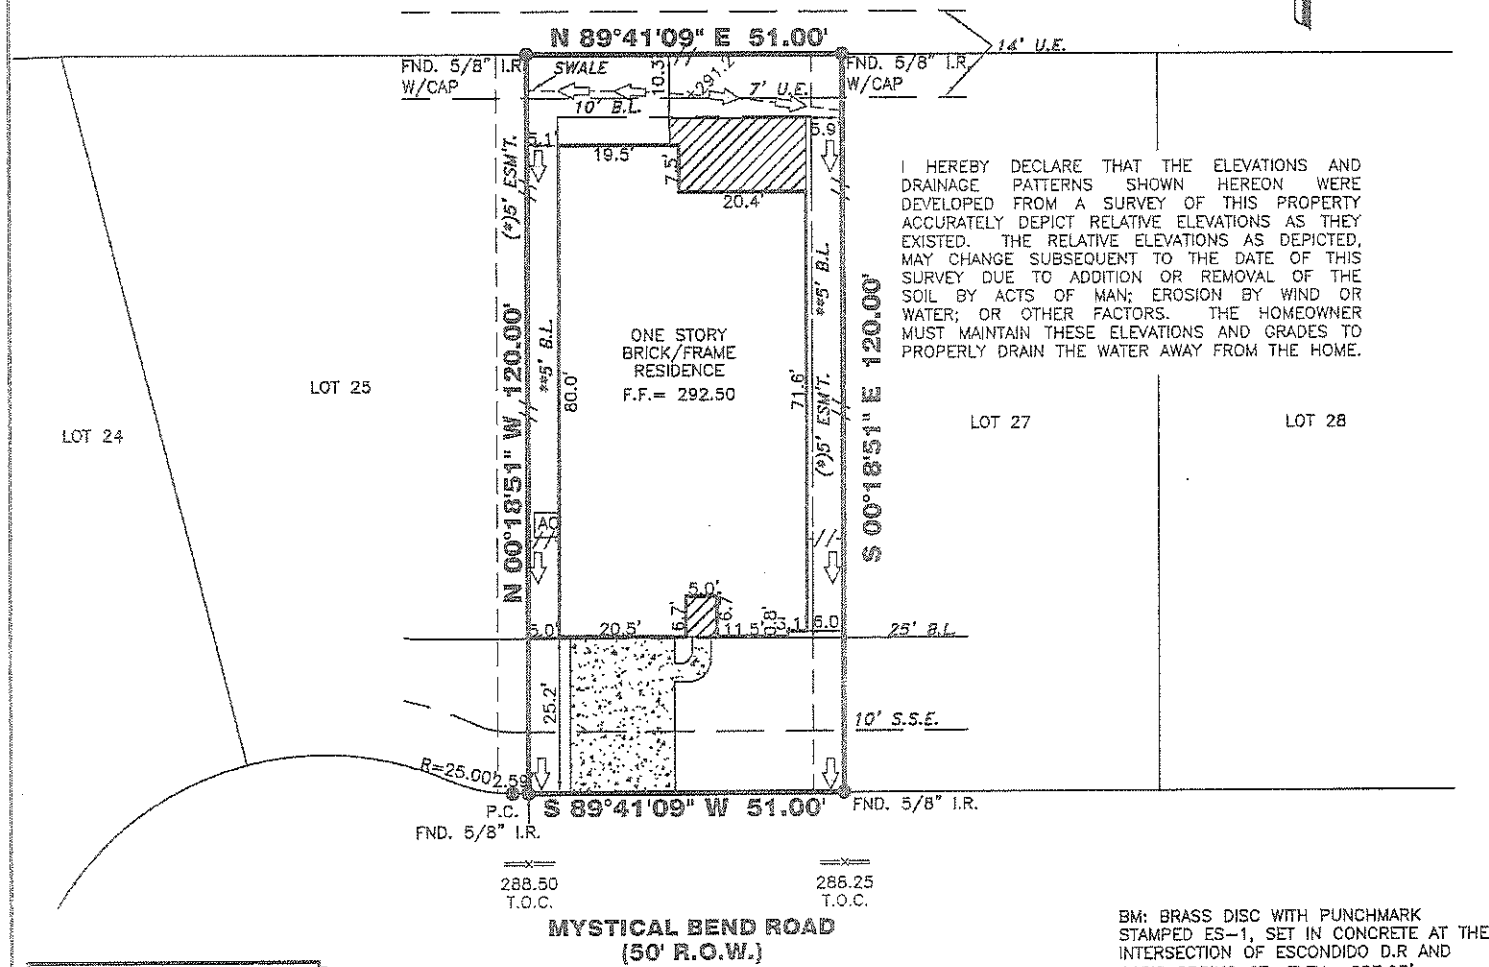 N 89°41'09" E 51.00'
14' U.E.
FND. 5/8" I.R.
W/CAP
SWALE
10.3
291.2
7' U.E.
FND. 5/8" I.R.
W/CAP
10' B.L.
5.1'
19.5'
7.5'
20.4'
5.9
(*)5' ESM'T.
**5' B.L.
I HEREBY DECLARE THAT THE ELEVATIONS AND
DRAINAGE PATTERNS SHOWN HEREON WERE
DEVELOPED FROM A SURVEY OF THIS PROPERTY
ACCURATELY DEPICT RELATIVE ELEVATIONS AS THEY
EXISTED. THE RELATIVE ELEVATIONS AS DEPICTED,
MAY CHANGE SUBSEQUENT TO THE DATE OF THIS
SURVEY DUE TO ADDITION OR REMOVAL OF THE
SOIL BY ACTS OF MAN; EROSION BY WIND OR
WATER; OR OTHER FACTORS. THE HOMEOWNER
MUST MAINTAIN THESE ELEVATIONS AND GRADES TO
PROPERLY DRAIN THE WATER AWAY FROM THE HOME.
N 00°18'51" W 120.00'
**5' B.L.
80.0'
ONE STORY
BRICK/FRAME
RESIDENCE
F.F.= 292.50
71.6'
(*)5' ESM'T.
S 00°18'51" E 120.00'
LOT 24
LOT 25
LOT 27
LOT 28
AC
5.0'
6.7'
6.7
5.0'
20.5'
11.5'
0.8'
3.1
6.0
25' B.L.
25.2'
10' S.S.E.
R=25.00'
2.59
P.C.
FND. 5/8" I.R.
S 89°41'09" W 51.00'
FND. 5/8" I.R.
288.50
T.O.C.
288.25
T.O.C.
MYSTICAL BEND ROAD
(50' R.O.W.)
BM: BRASS DISC WITH PUNCHMARK
STAMPED ES-1, SET IN CONCRETE AT THE
INTERSECTION OF ESCONDIDO D.R AND